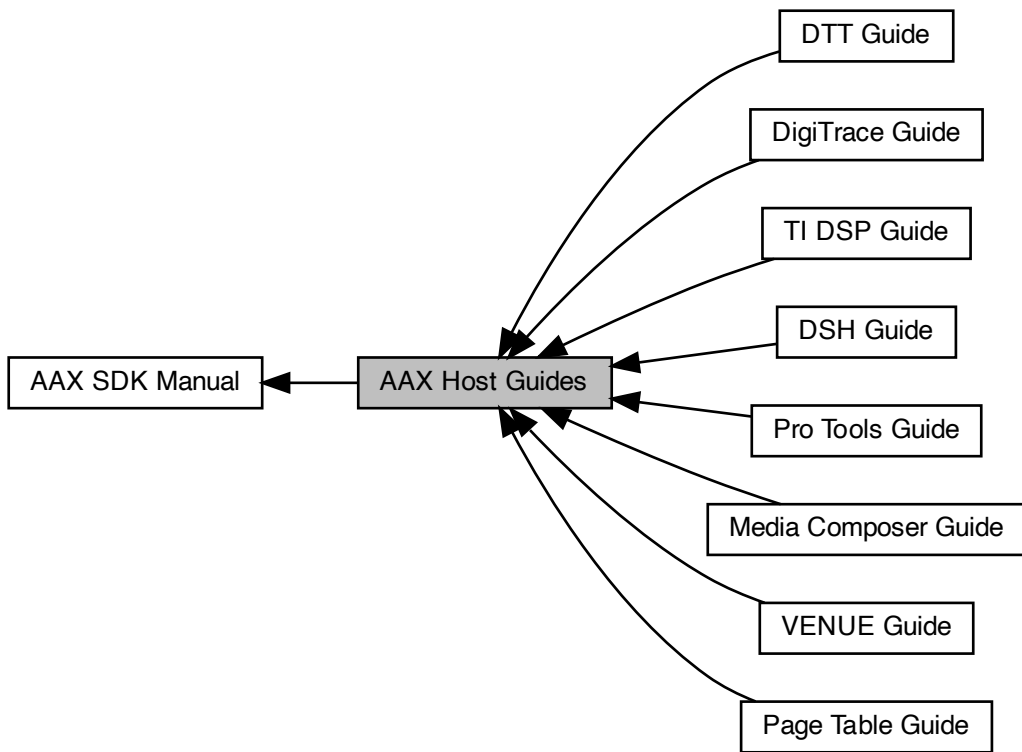 DTT Guide
DigiTrace Guide
TI DSP Guide
DSH Guide
AAX SDK Manual
AAX Host Guides
Pro Tools Guide
Media Composer Guide
VENUE Guide
Page Table Guide